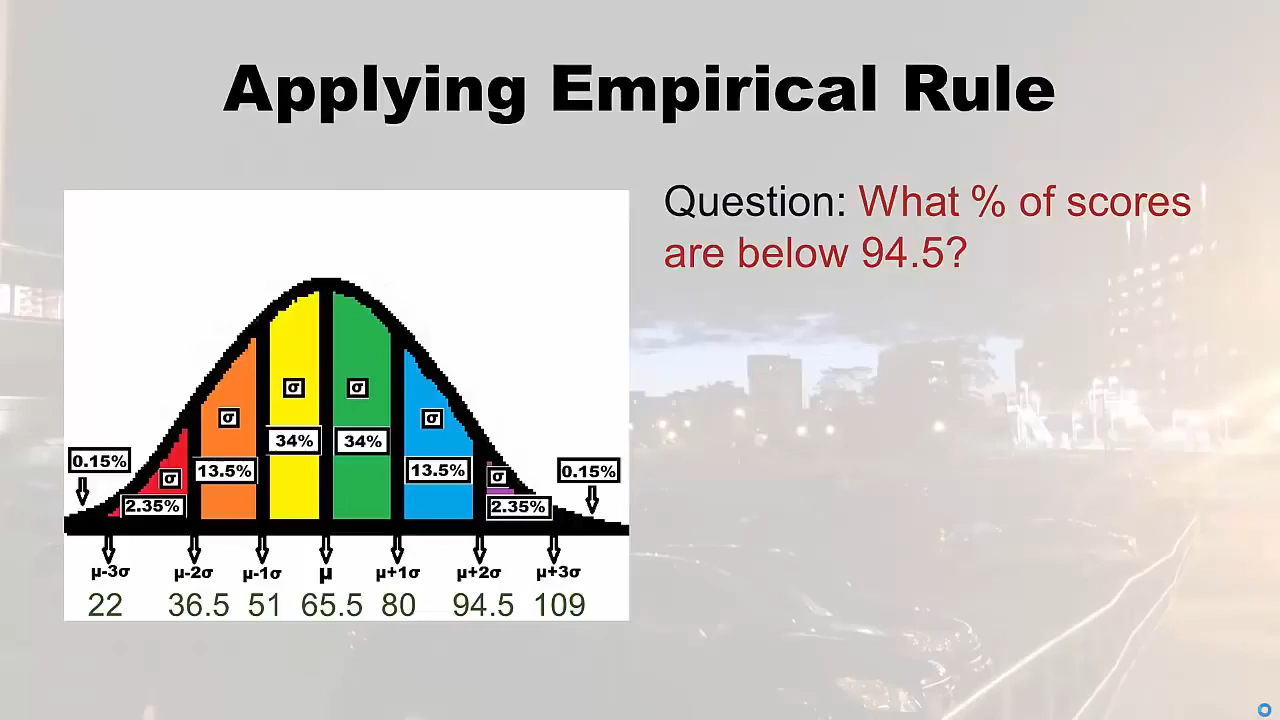 Applying Empirical Rule
Question: What % of scores
are below 94.5?
σ σ
σ σ
34% 34%
0.15% 0.15%
13.5% 13.5%
σ σ
2.35% 2.35%
μ-3σ μ-2σ μ-1σ μ μ+1σ μ+2σ μ+3σ
22 36.5 51 65.5 80 94.5 109